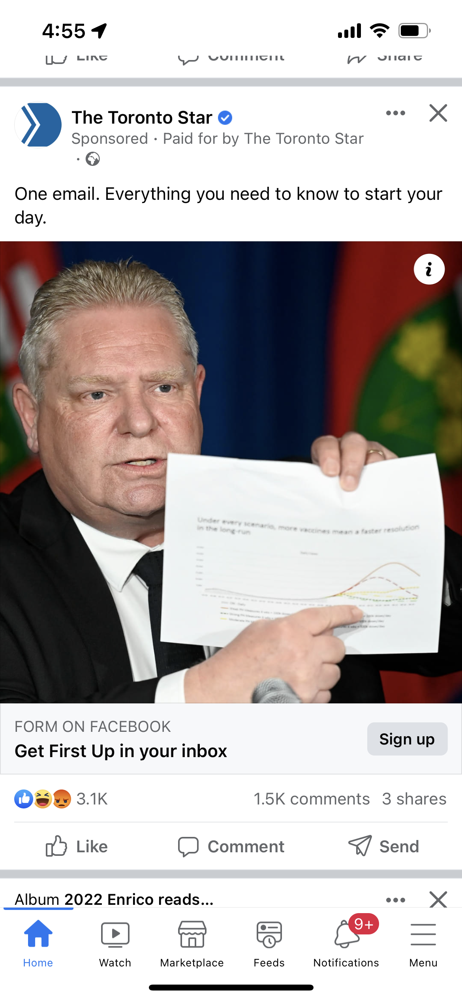 4:55
Like Comment Share
The Toronto Star
Sponsored · Paid for by The Toronto Star
·
One email. Everything you need to know to start your
day.
i
Under every scenario, more vaccines mean a faster resolution
in the long-run
FORM ON FACEBOOK
Get First Up in your inbox
Sign up
3.1K 1.5K comments 3 shares
Like Comment Send
Album 2022 Enrico reads...
9+
Home Watch Marketplace Feeds Notifications Menu